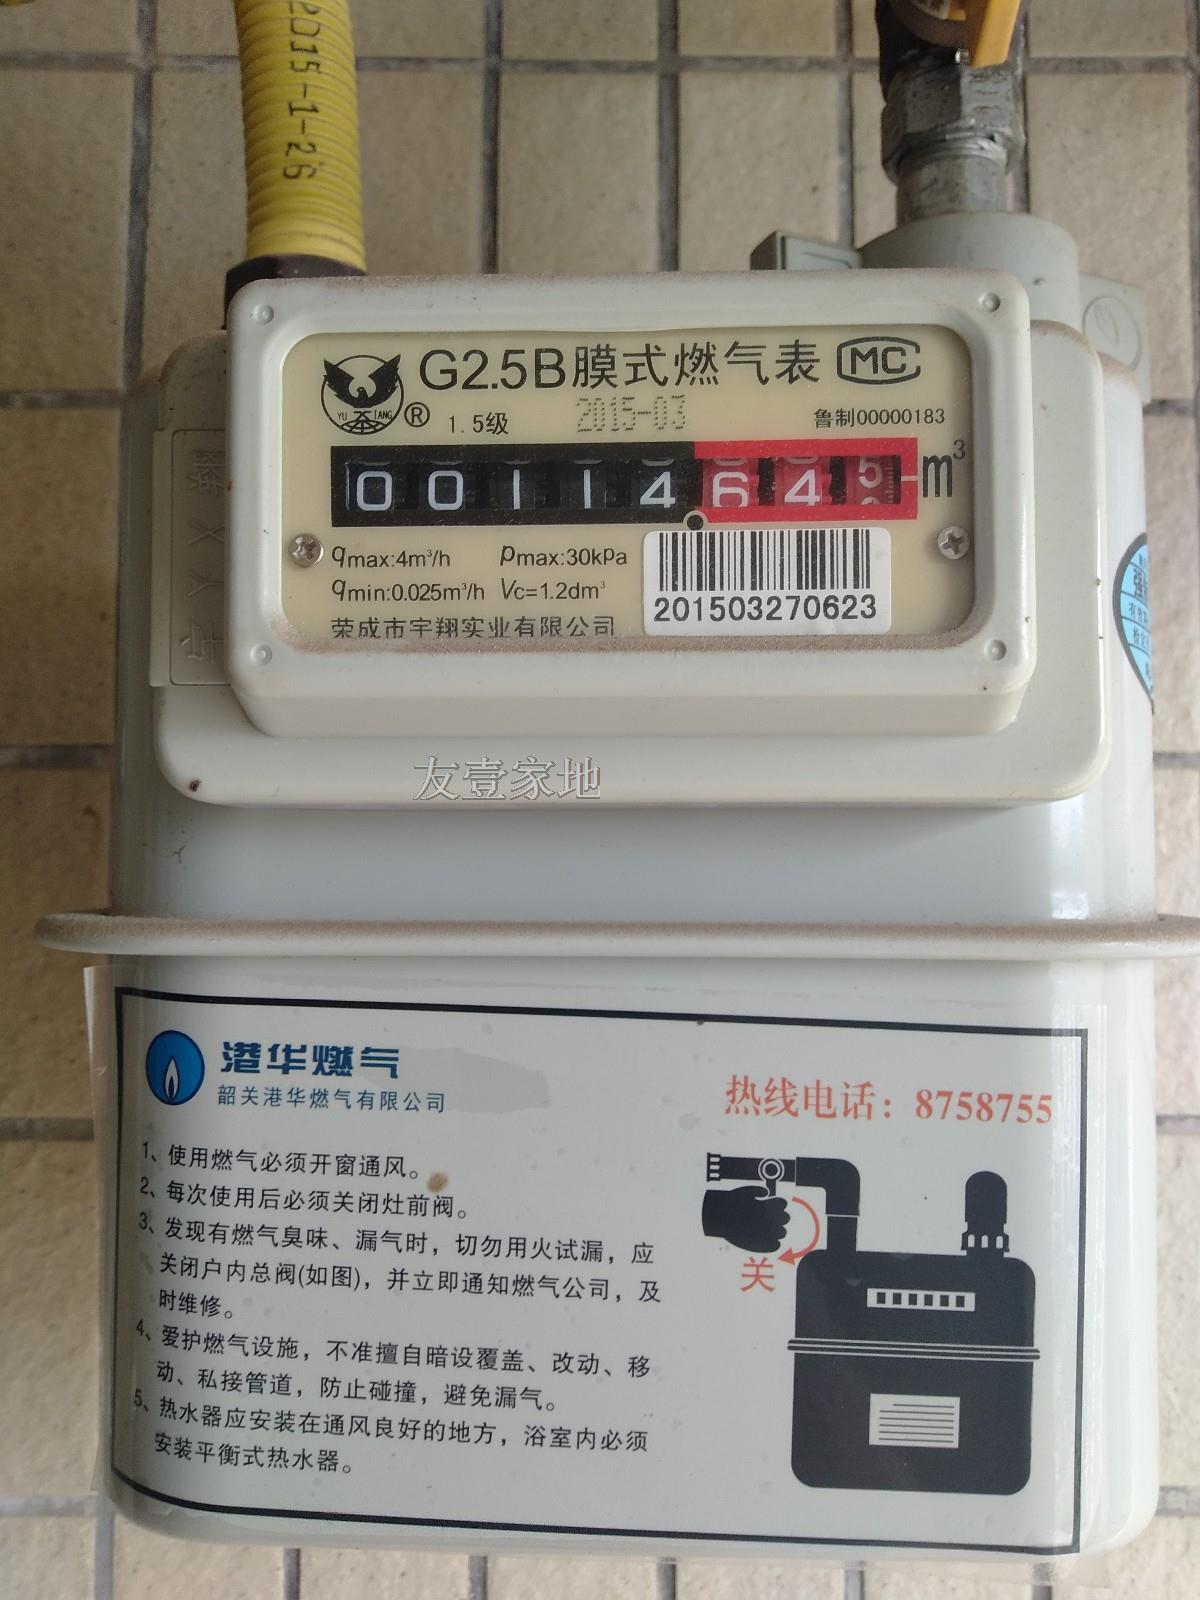 2015-1-26
G2.5B膜式燃气表 MC
YU XIANG ®
1.5级 2015-03 鲁制00000183
00114645 m³
qmax:4m³/h pmax:30kPa
qmin:0.025m³/h Vc=1.2dm³
201503270623
荣成市宇翔实业有限公司
友壹家地
港华燃气
韶关港华燃气有限公司
热线电话：8758755
1、使用燃气必须开窗通风。
2、每次使用后必须关闭灶前阀。
3、发现有燃气臭味、漏气时，切勿用火试漏，应
关闭户内总阀(如图)，并立即通知燃气公司，及
时维修。
4、爱护燃气设施，不准擅自暗设覆盖、改动、移
动、私接管道，防止碰撞，避免漏气。
5、热水器应安装在通风良好的地方，浴室内必须
安装平衡式热水器。
关